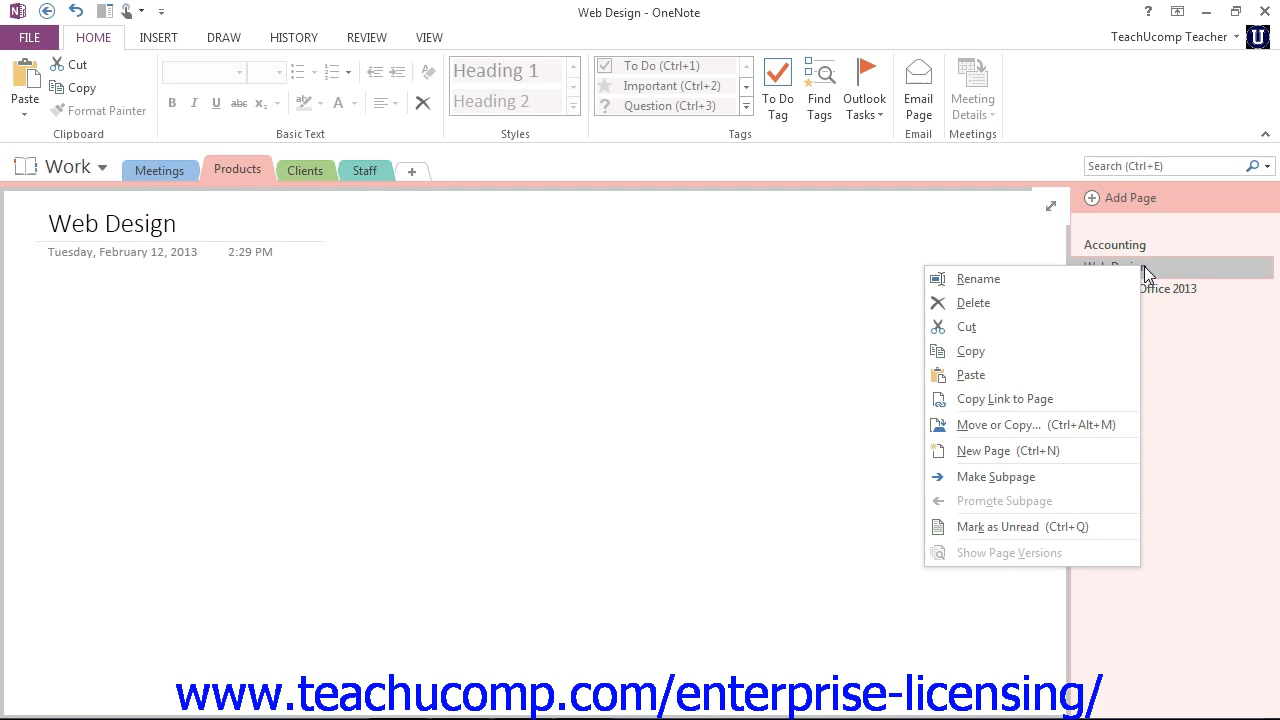 Web Design - OneNote
?
FILE HOME INSERT DRAW HISTORY REVIEW VIEW
TeachUcomp Teacher
U
Paste
Cut
Copy
Format Painter
Clipboard
B I U abc X₂ A
Basic Text
Heading 1
Heading 2
Styles
To Do (Ctrl+1)
Important (Ctrl+2)
? Question (Ctrl+3)
To Do
Tag
Find
Tags
Outlook
Tasks
Tags
Email
Page
Email
Meeting
Details
Meetings
Work
Meetings
Products
Clients
Staff
+
Search (Ctrl+E)
Web Design
Tuesday, February 12, 2013 2:29 PM
Add Page
Accounting
Office 2013
Rename
Delete
Cut
Copy
Paste
Copy Link to Page
Move or Copy... (Ctrl+Alt+M)
New Page (Ctrl+N)
Make Subpage
Promote Subpage
Mark as Unread (Ctrl+Q)
Show Page Versions
www.teachucomp.com/enterprise-licensing/